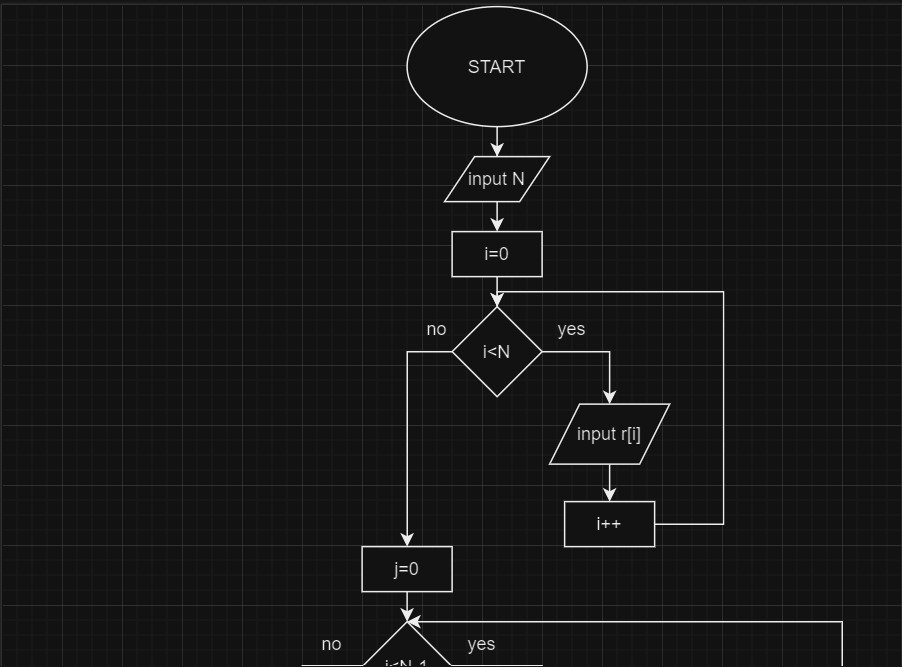 START
input N
i=0
no
yes
i<N
input r[i]
i++
j=0
no
yes